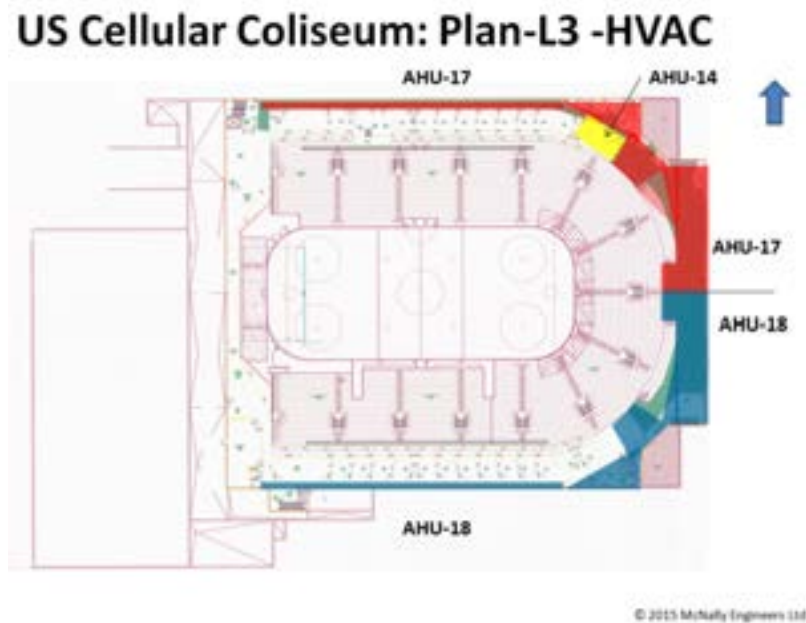 US Cellular Coliseum: Plan-L3 -HVAC
AHU-17
AHU-14
AHU-17
AHU-18
AHU-18
© 2015 McNally Engineers Ltd